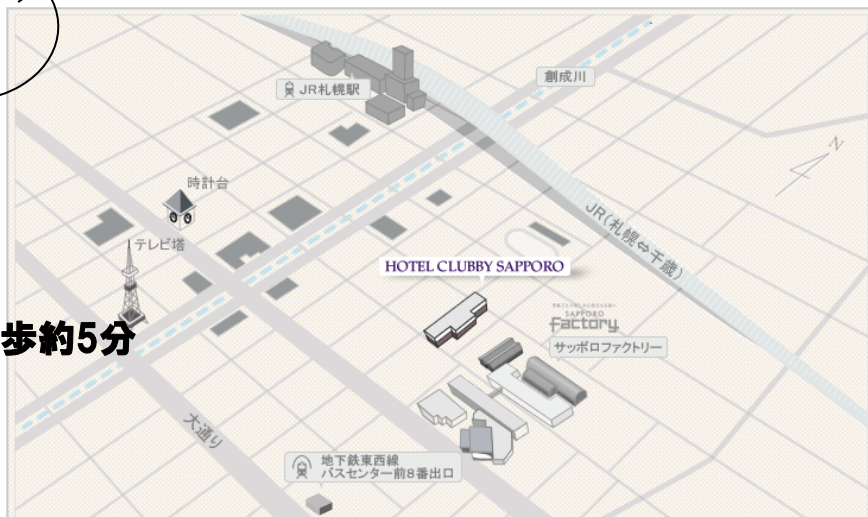 JR札幌駅
創成川
N
時計台
テレビ塔
JR(札幌⇔千歳)
HOTEL CLUBBY SAPPORO
SAPPORO
Factory
サッポロファクトリー
歩約5分
大通り
地下鉄東西線
バスセンター前8番出口